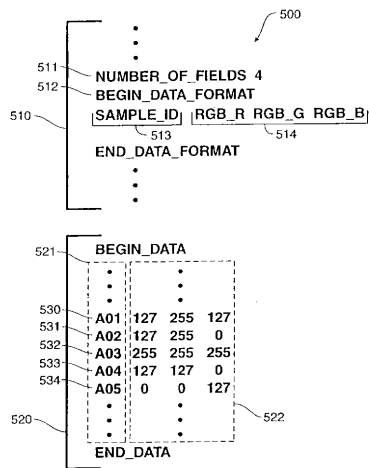 500
511
NUMBER_OF_FIELDS 4
512
BEGIN_DATA_FORMAT
510
SAMPLE_ID RGB_R RGB_G RGB_B
513 514
END_DATA_FORMAT
BEGIN_DATA
521
530 A01 127 255 127
531 A02 127 255 0
532 A03 255 255 255
533 A04 127 127 0
534 A05 0 0 127
520 522
END_DATA